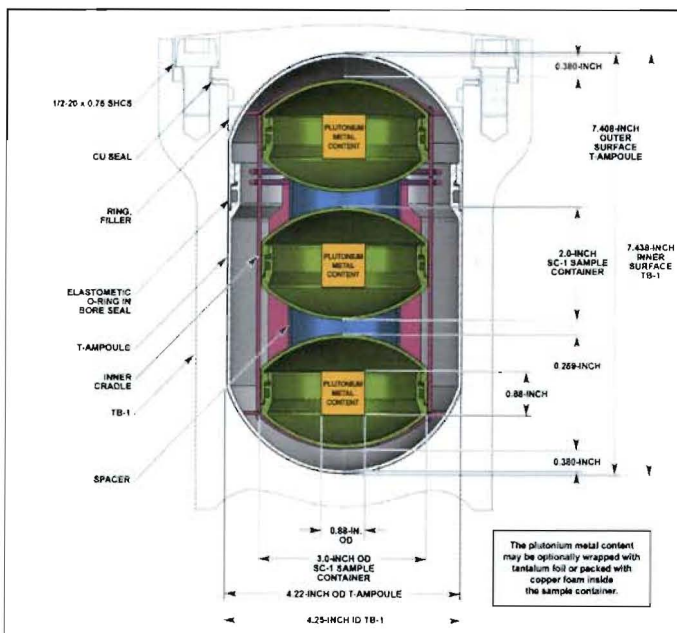 0.380-INCH
1/2-20 x 0.75 SHCS
7.408-INCH
OUTER
SURFACE
T-AMPOULE
PLUTONIUM
METAL
CONTENT
CU SEAL
RING,
FILLER
2.0-INCH
SC-1 SAMPLE
CONTAINER
7.438-INCH
INNER
SURFACE
TB-1
PLUTONIUM
METAL
CONTENT
ELASTOMETIC
O-RING IN
BORE SEAL
T-AMPOULE
INNER
CRADLE
0.269-INCH
TB-1
PLUTONIUM
METAL
CONTENT
0.88-INCH
SPACER
0.380-INCH
0.88-IN.
OD
3.0-INCH OD
SC-1 SAMPLE
CONTAINER
4.22-INCH OD T-AMPOULE
4.25-INCH ID TB-1
The plutonium metal content
may be optionally wrapped with
tantalum foil or packed with
copper foam inside
the sample container.